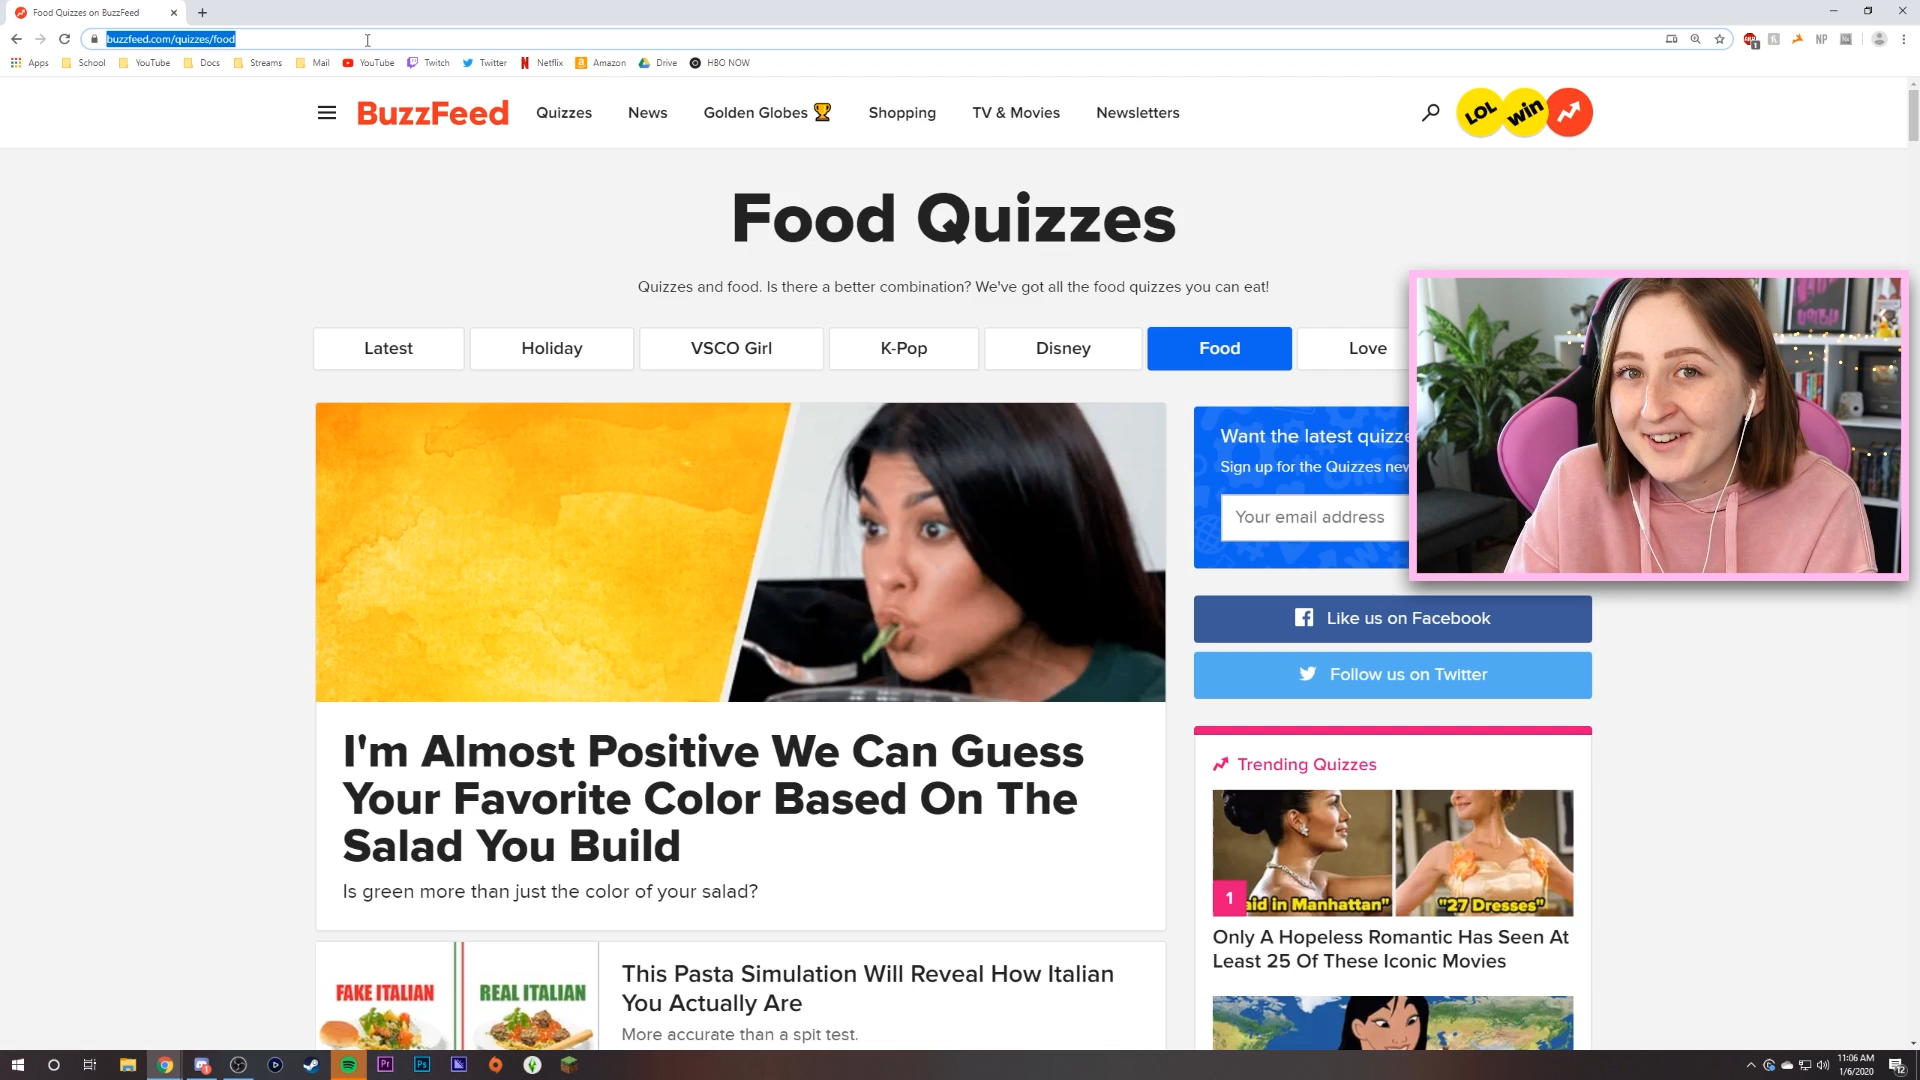 Food Quizzes on BuzzFeed
buzzfeed.com/quizzes/food
Apps School YouTube Docs Streams Mail YouTube Twitch Twitter Netflix Amazon Drive HBO NOW
BuzzFeed Quizzes News Golden Globes Shopping TV & Movies Newsletters LOL win
Food Quizzes
Quizzes and food. Is there a better combination? We've got all the food quizzes you can eat!
Latest Holiday VSCO Girl K-Pop Disney Food Love
Want the latest
Sign up for the Quizzes
Your email address
Like us on Facebook
Follow us on Twitter
I'm Almost Positive We Can Guess
Your Favorite Color Based On The
Salad You Build
Is green more than just the color of your salad?
Trending Quizzes
1
in Manhattan" "27 Dresses"
Only A Hopeless Romantic Has Seen At
Least 25 Of These Iconic Movies
FAKE ITALIAN REAL ITALIAN
This Pasta Simulation Will Reveal How Italian
You Actually Are
More accurate than a spit test.
NP
Pr Ps
11:06 AM
1/6/2020
12